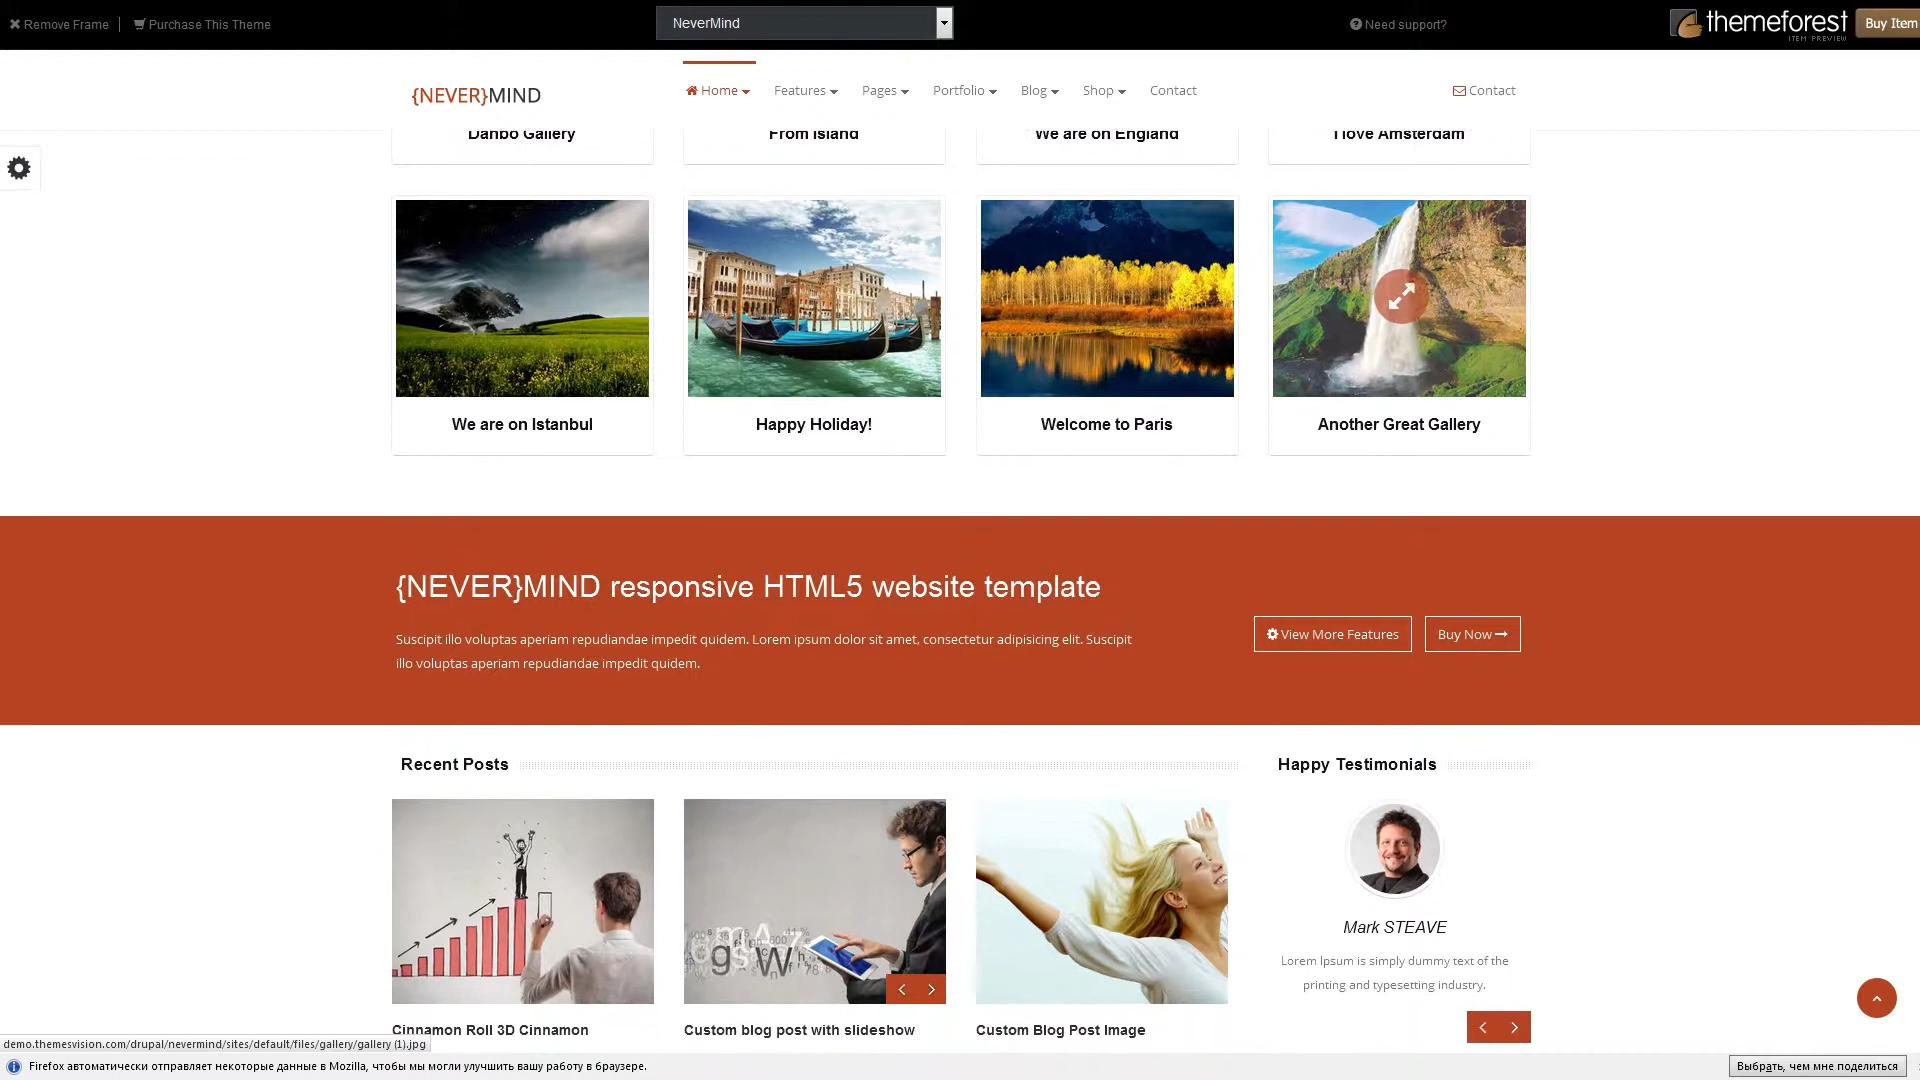 Remove Frame
Purchase This Theme
NeverMind
Need support?
themeforest
ITEM PREVIEW
Buy Item
{NEVER}MIND
Home
Features
Pages
Portfolio
Blog
Shop
Contact
Contact
Danbo Gallery
From Island
We are on England
I love Amsterdam
We are on Istanbul
Happy Holiday!
Welcome to Paris
Another Great Gallery
{NEVER}MIND responsive HTML5 website template
Suscipit illo voluptas aperiam repudiandae impedit quidem. Lorem ipsum dolor sit amet, consectetur adipisicing elit. Suscipit
illo voluptas aperiam repudiandae impedit quidem.
View More Features
Buy Now
Recent Posts
Happy Testimonials
Mark STEAVE
Lorem Ipsum is simply dummy text of the
printing and typesetting industry.
Cinnamon Roll 3D Cinnamon
Custom blog post with slideshow
Custom Blog Post Image
demo.themesvision.com/drupal/nevermind/sites/default/files/gallery/gallery (1).jpg
Firefox автоматически отправляет некоторые данные в Mozilla, чтобы мы могли улучшить вашу работу в браузере.
Выбрать, чем мне поделиться